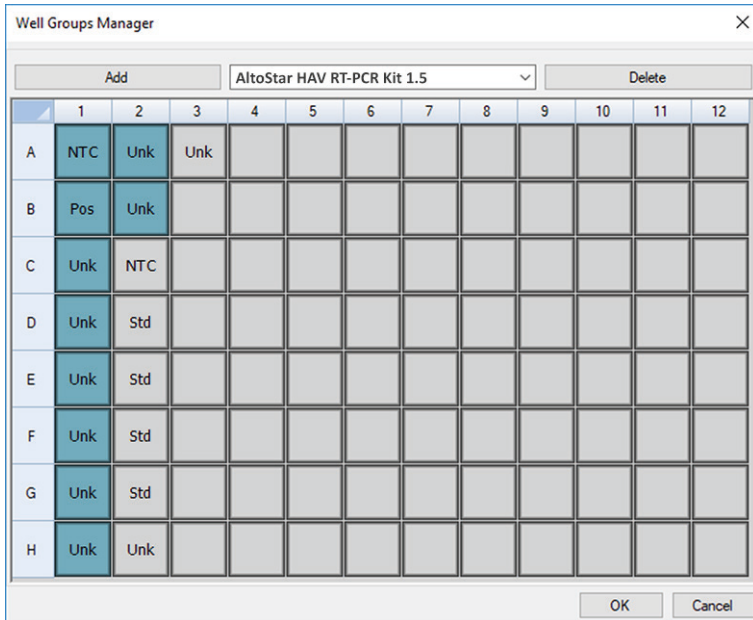 Well Groups Manager
Add AltoStar HAV RT-PCR Kit 1.5 Delete
1 2 3 4 5 6 7 8 9 10 11 12
A NTC Unk Unk
B Pos Unk
C Unk NTC
D Unk Std
E Unk Std
F Unk Std
G Unk Std
H Unk Unk
OK Cancel